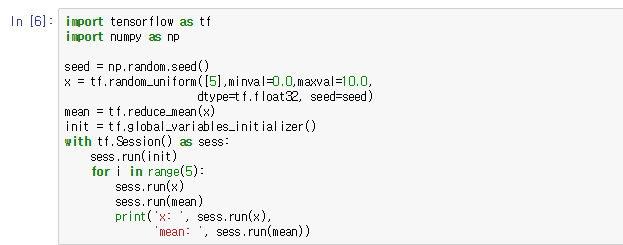 In [6]: import tensorflow as tf
import numpy as np
seed = np.random.seed()
x = tf.random_uniform([5],minval=0.0,maxval=10.0,
dtype=tf.float32, seed=seed)
mean = tf.reduce_mean(x)
init = tf.global_variables_initializer()
with tf.Session() as sess:
sess.run(init)
for i in range(5):
sess.run(x)
sess.run(mean)
print('x: ', sess.run(x),
'mean: ', sess.run(mean))